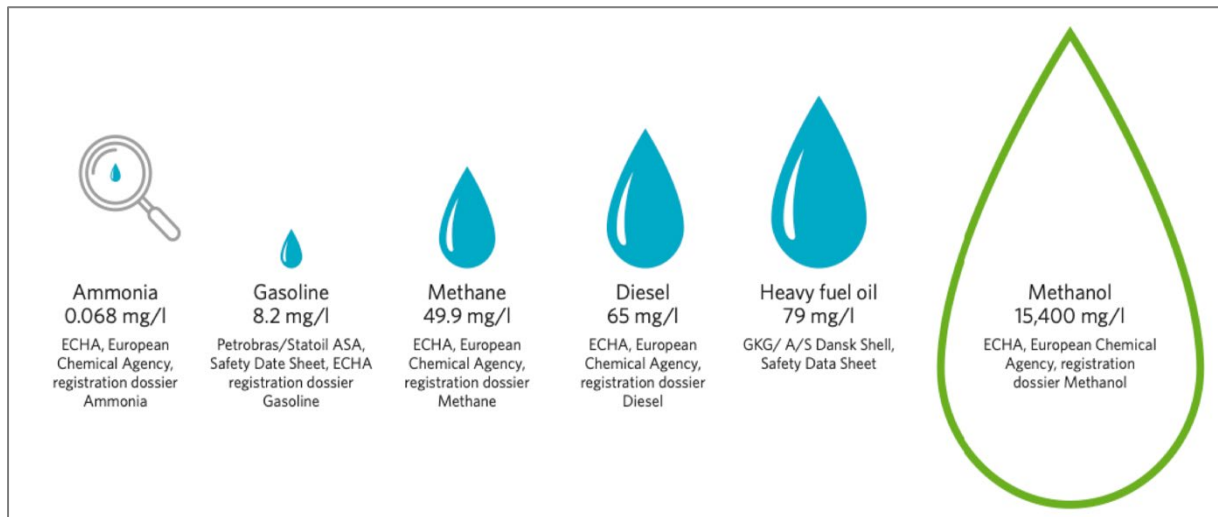 Ammonia
0.068 mg/l
ECHA, European
Chemical Agency,
registration dossier
Ammonia
Gasoline
8.2 mg/l
Petrobras/Statoil ASA,
Safety Date Sheet, ECHA
registration dossier
Gasoline
Methane
49.9 mg/l
ECHA, European
Chemical Agency,
registration dossier
Methane
Diesel
65 mg/l
ECHA, European
Chemical Agency,
registration dossier
Diesel
Heavy fuel oil
79 mg/l
GKG/ A/S Dansk Shell,
Safety Data Sheet
Methanol
15,400 mg/l
ECHA, European Chemical
Agency, registration
dossier Methanol